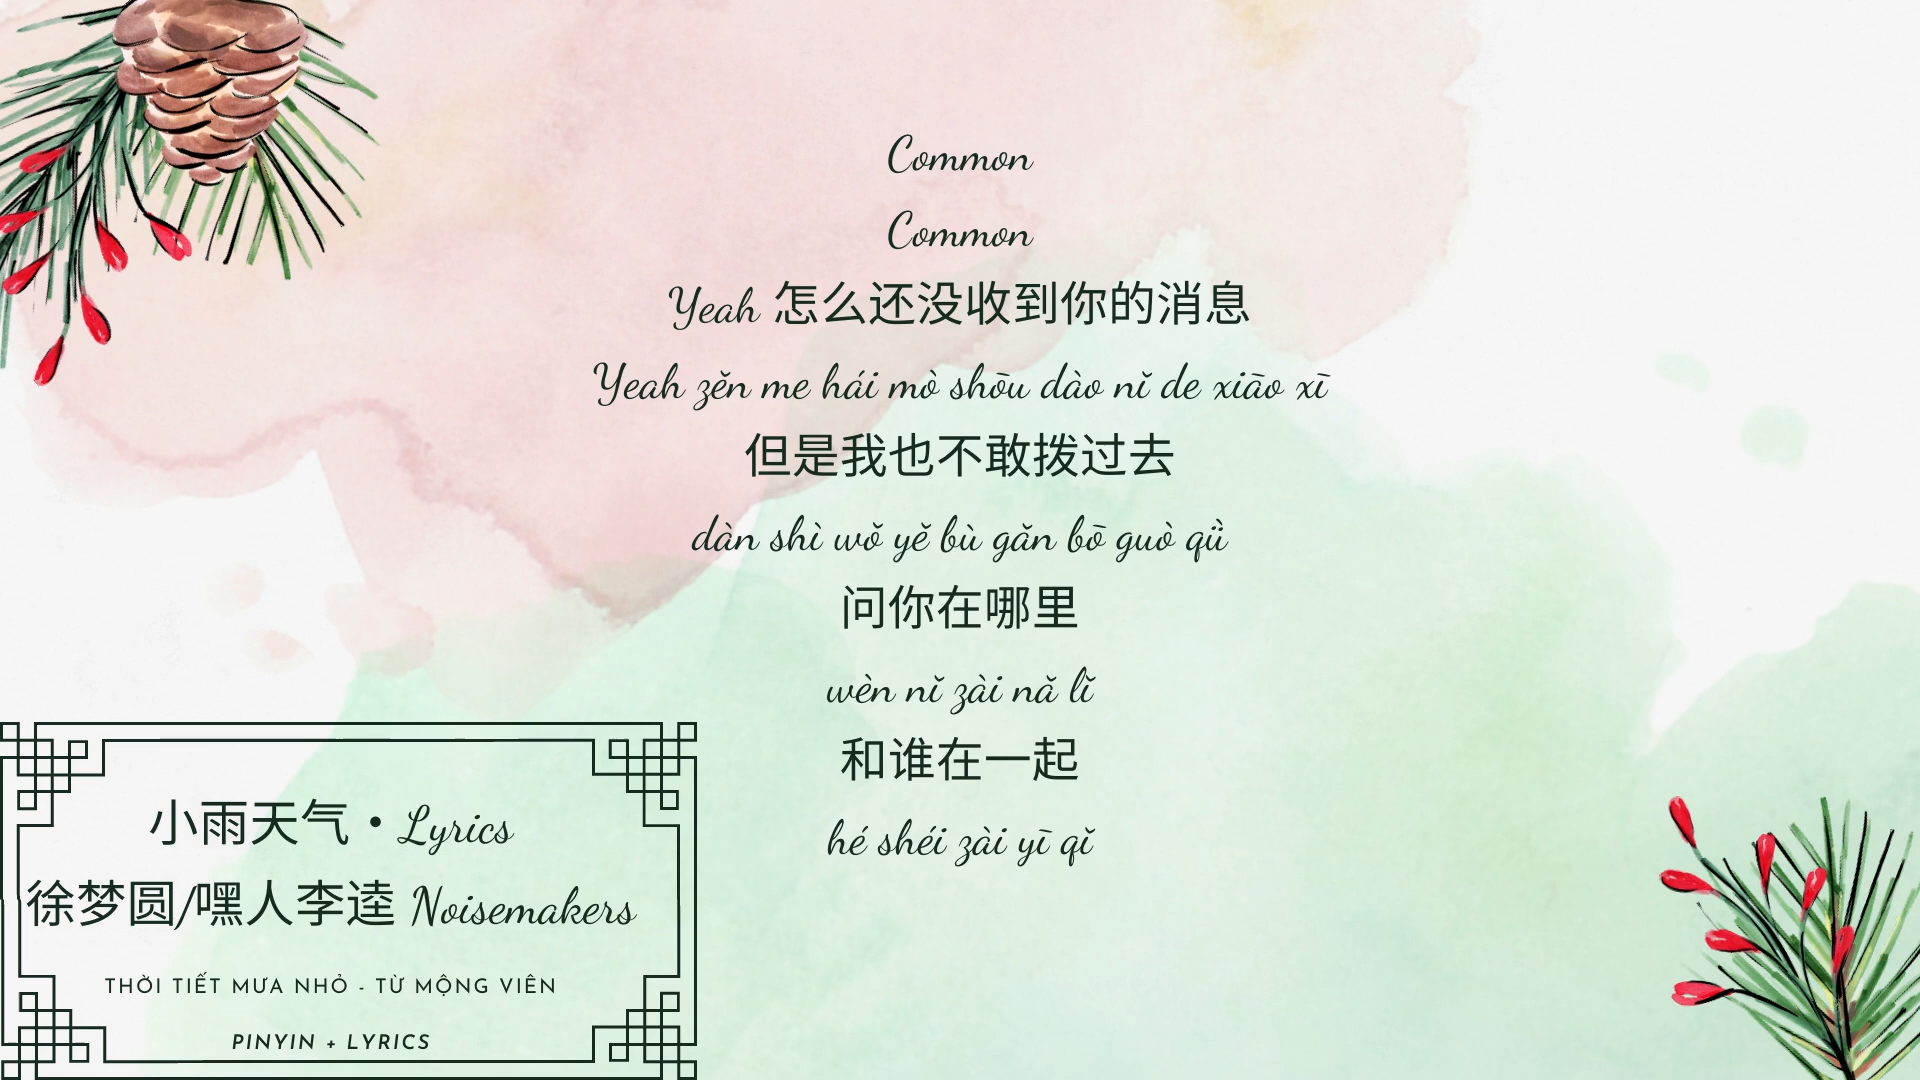 Common
Common
Yeah 怎么还没收到你的消息
Yeah zěn me hái mò shōu dào nǐ de xiāo xī
但是我也不敢拨过去
dàn shì wǒ yě bù gǎn bō guò qǜ
问你在哪里
wèn nǐ zài nǎ lǐ
和谁在一起
hé shéi zài yī qǐ
小雨天气•Lyrics
徐梦圆/嘿人李逵 Noisemakers
THỜI TIẾT MƯA NHỎ - TỪ MỘNG VIÊN
PINYIN + LYRICS